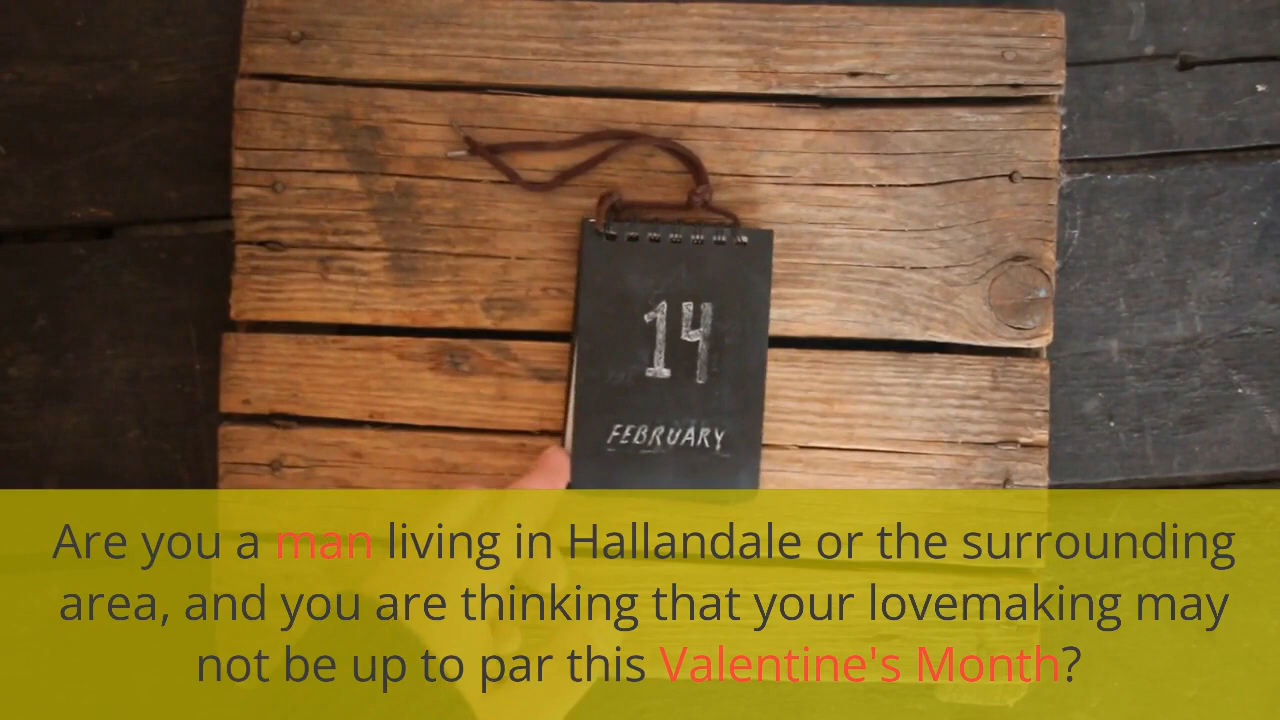 14
FEBRUARY
Are you a man living in Hallandale or the surrounding
area, and you are thinking that your lovemaking may
not be up to par this Valentine's Month?